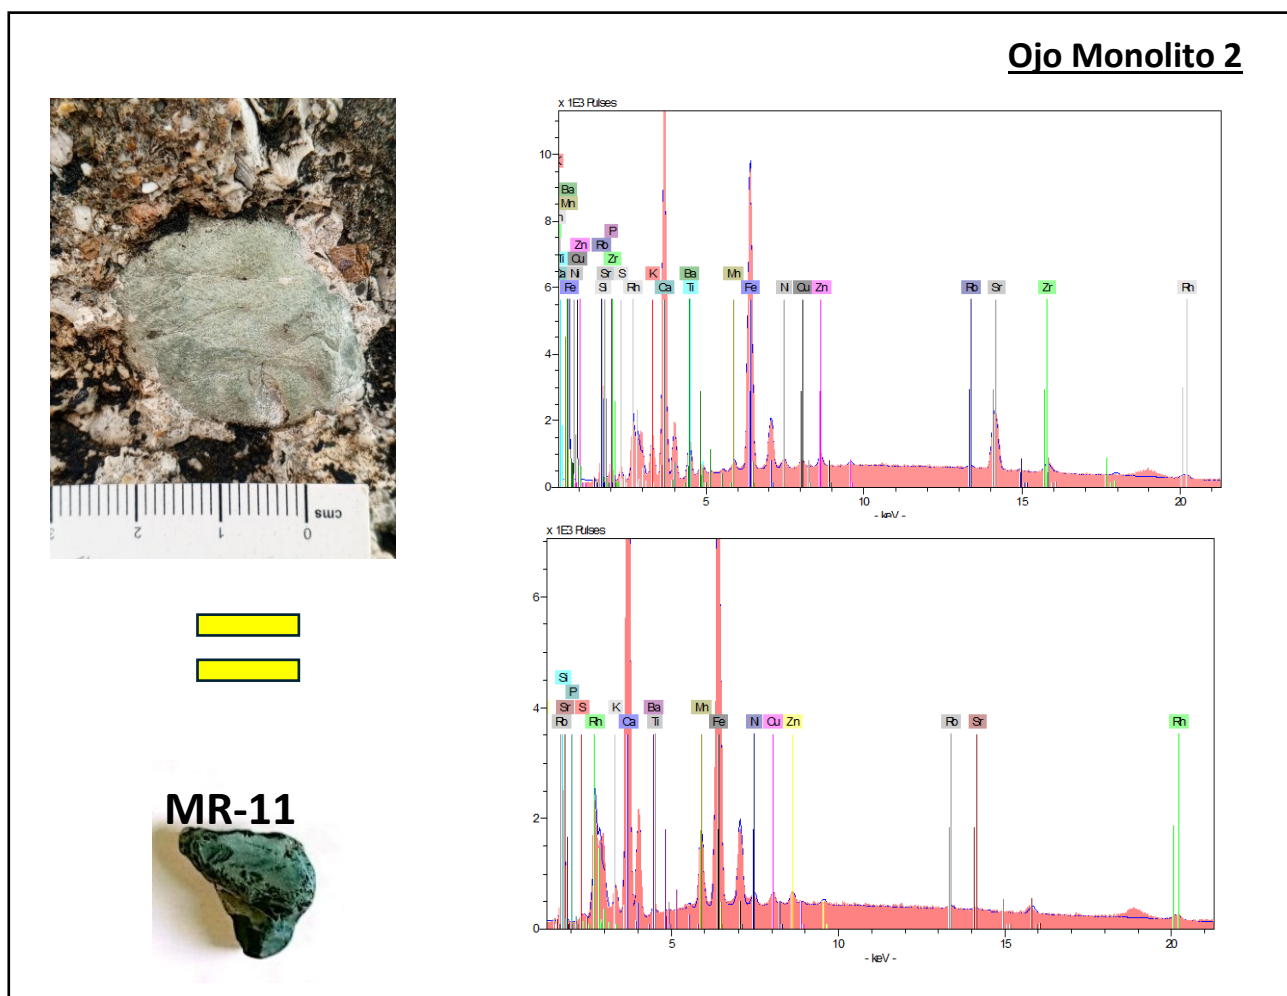 Ojo Monolito 2
x 1E3 Pulses
10
8
6
4
2
0
Ba
Mn
P
Zn Rb
Ti Cu Zr
Ni Sr S K Ba Mn
Fe Si Rh Ca Ti Fe N Cu Zn Rb Sr Zr Rh
5 10 15 20
- keV -
cms
2 1 0
x 1E3 Pulses
6
4
2
0
Si
P
Sr S K Ba Mn
Rb Rh Ca Ti Fe N Cu Zn Rb Sr Rh
5 10 15 20
- keV -
MR-11